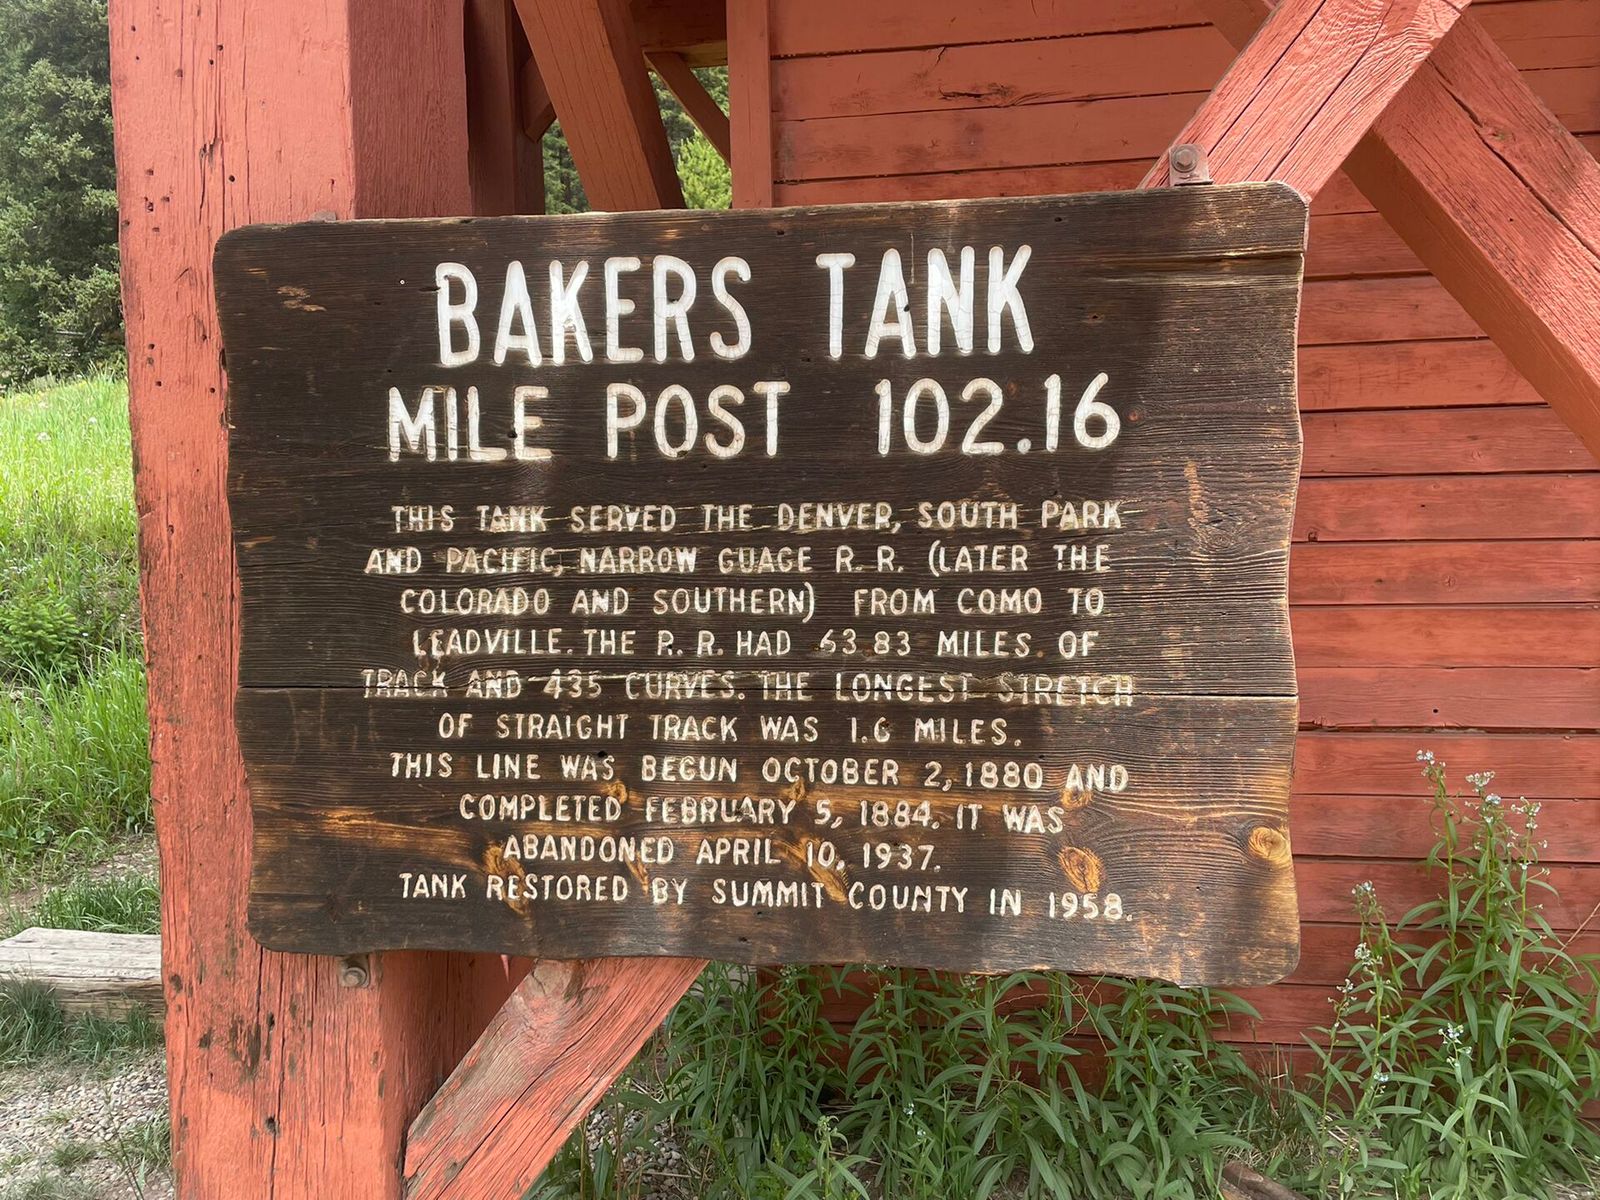 BAKERS TANK
MILE POST 102.16
THIS TANK SERVED THE DENVER, SOUTH PARK
AND PACIFIC, NARROW GUAGE R. R. (LATER THE
COLORADO AND SOUTHERN) FROM COMO TO
LEADVILLE. THE R. R. HAD 63.83 MILES OF
TRACK AND 435 CURVES. THE LONGEST STRETCH
OF STRAIGHT TRACK WAS 1.6 MILES.
THIS LINE WAS BEGUN OCTOBER 2, 1880 AND
COMPLETED FEBRUARY 5, 1884. IT WAS
ABANDONED APRIL 10, 1937.
TANK RESTORED BY SUMMIT COUNTY IN 1958.